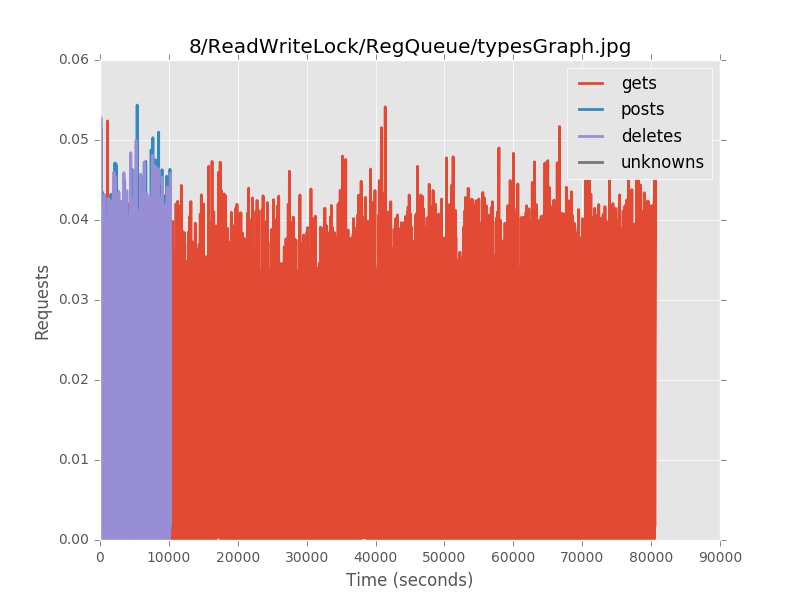 8/ReadWriteLock/RegQueue/typesGraph.jpg
0.06
0.05
0.04
0.03
0.02
0.01
0.00
Requests
gets
posts
deletes
unknowns
0 10000 20000 30000 40000 50000 60000 70000 80000 90000
Time (seconds)